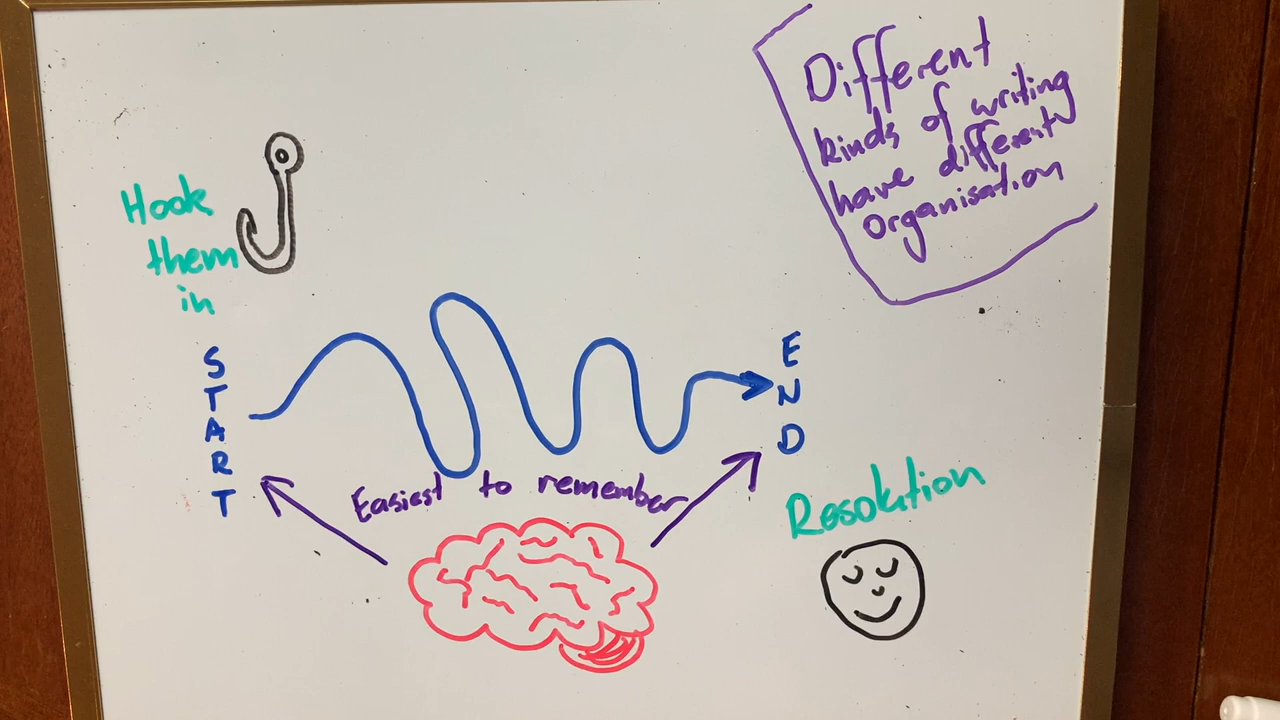 Different
kinds of writing
have different
organisation
Hook
them
in
START
END
Easiest to remember
Resolution